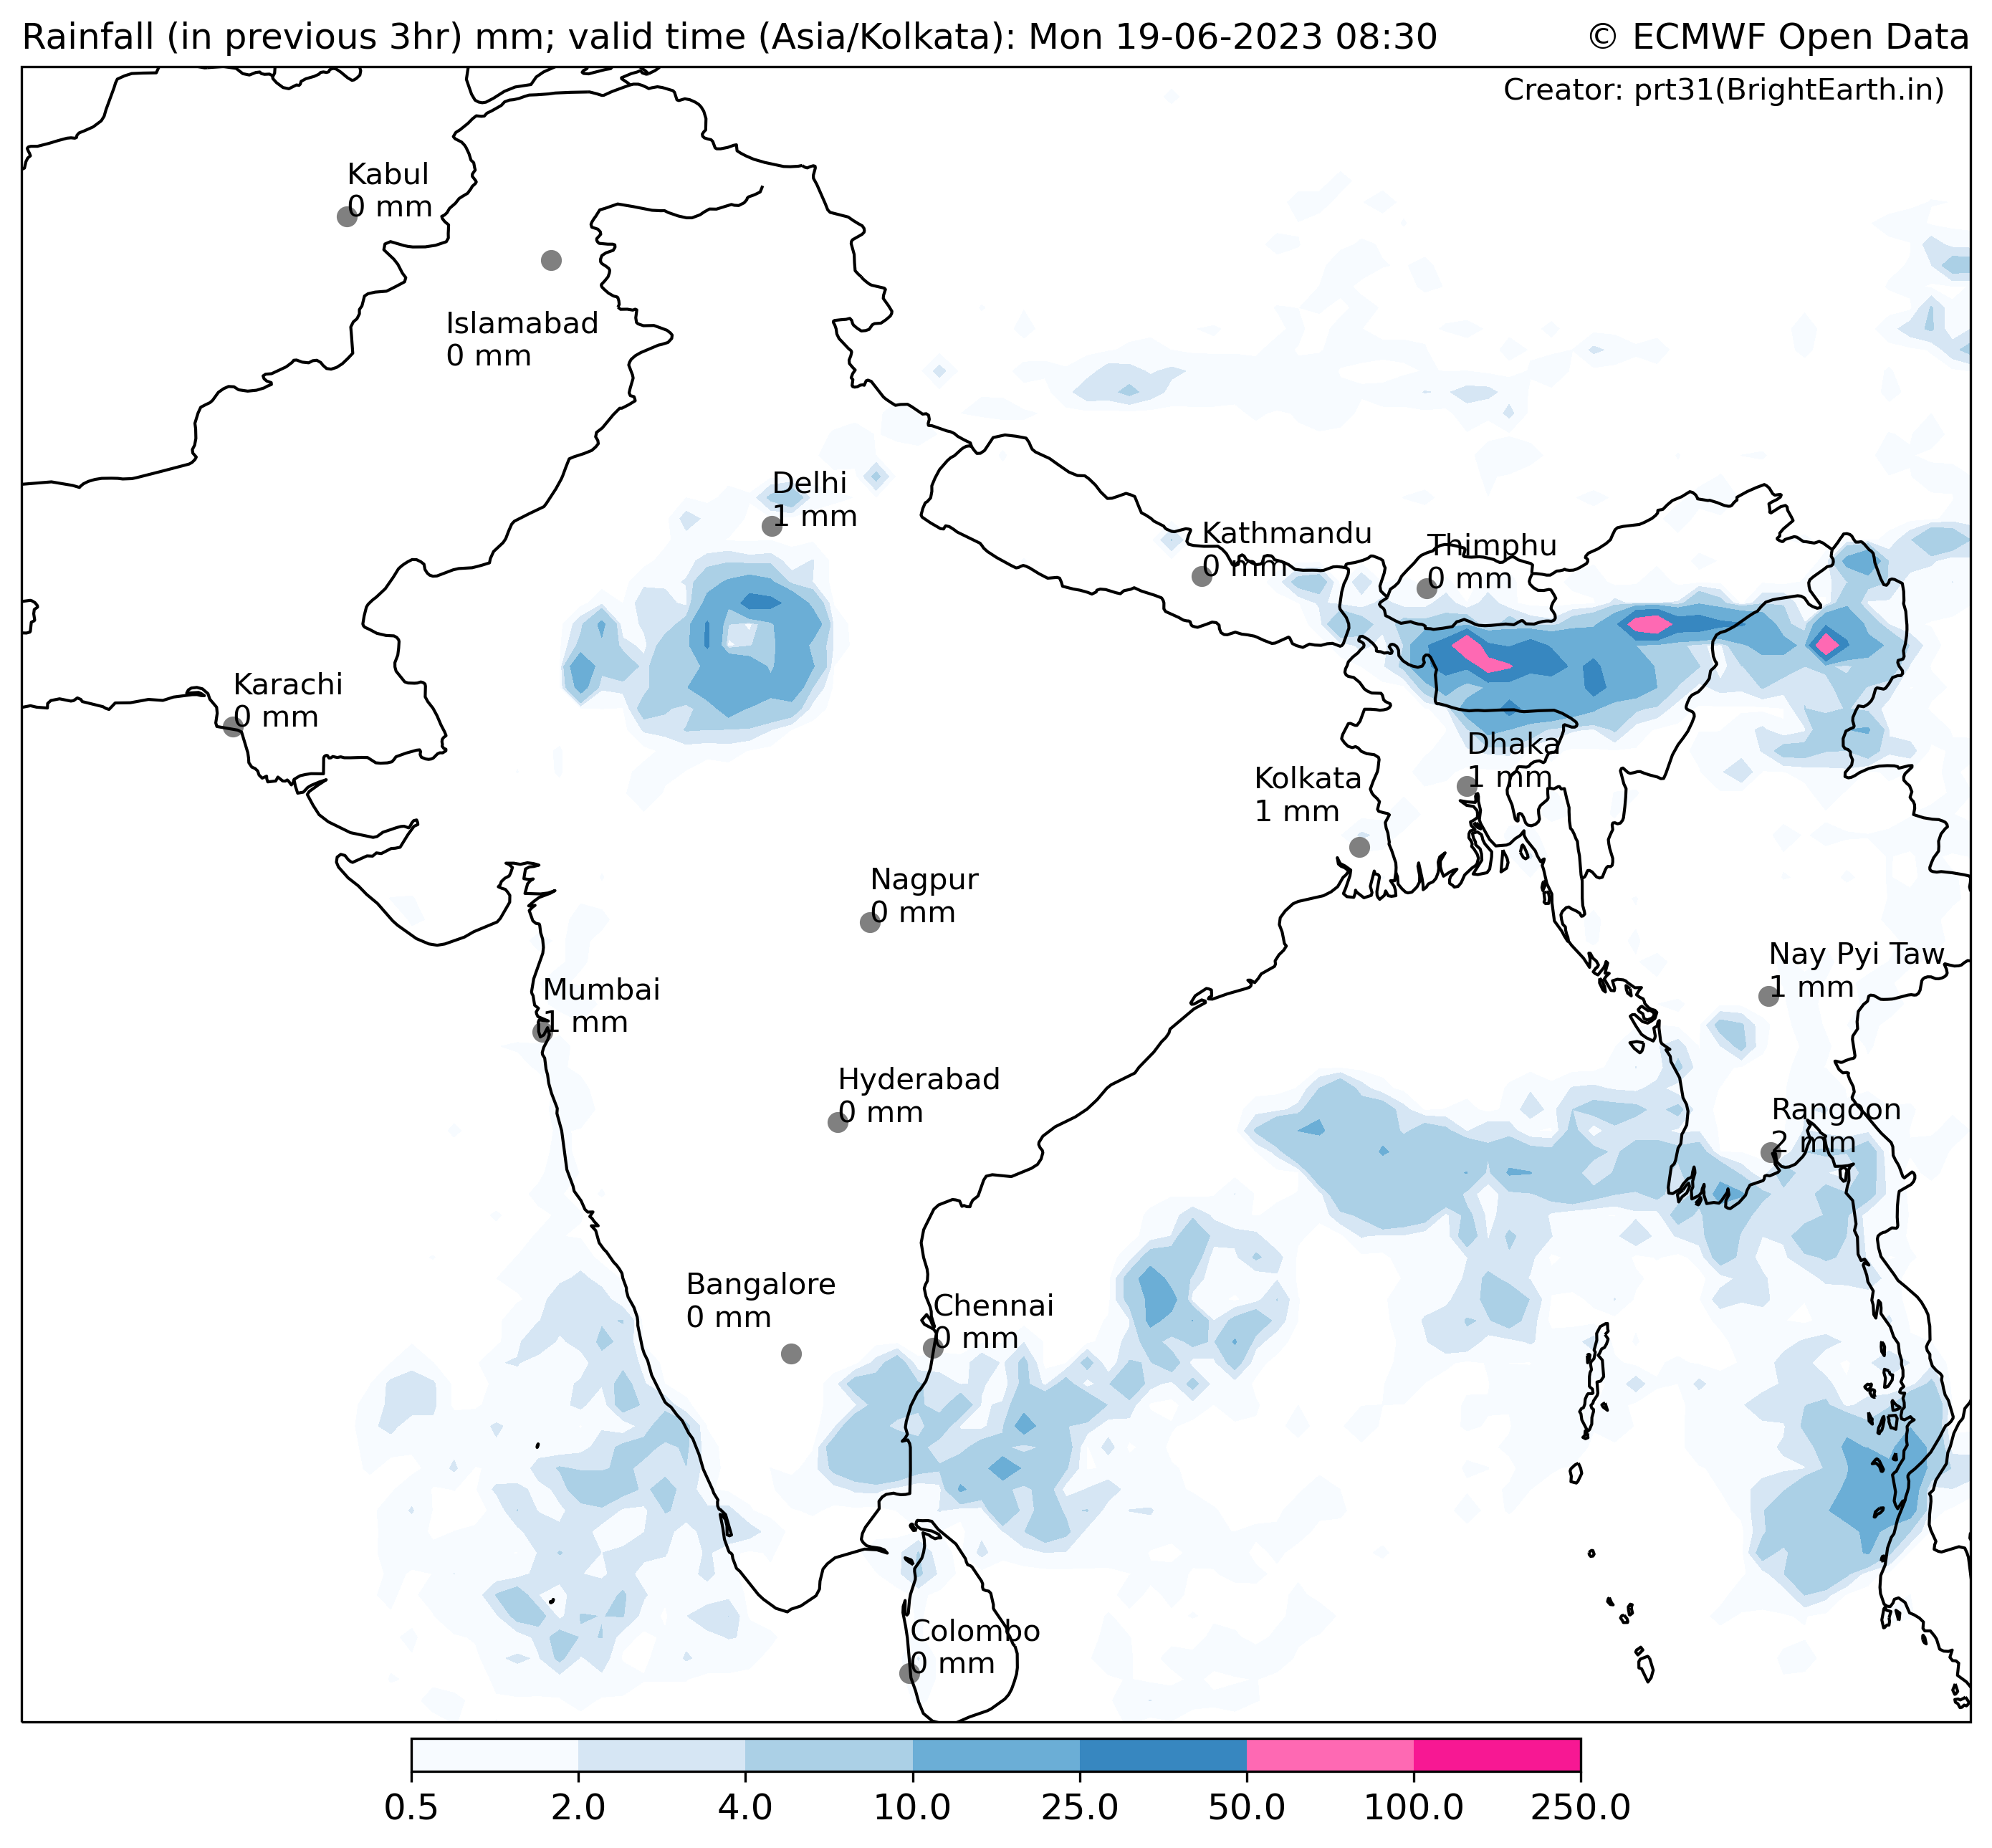 Rainfall (in previous 3hr) mm; valid time (Asia/Kolkata): Mon 19-06-2023 08:30
© ECMWF Open Data
Creator: prt31(BrightEarth.in)
Kabul
0 mm
Islamabad
0 mm
Delhi
1 mm
Kathmandu
0 mm
Thimphu
0 mm
Karachi
0 mm
Dhaka
1 mm
Kolkata
1 mm
Nagpur
0 mm
Nay Pyi Taw
1 mm
Mumbai
1 mm
Hyderabad
0 mm
Rangoon
2 mm
Bangalore
0 mm
Chennai
0 mm
Colombo
0 mm
0.5 2.0 4.0 10.0 25.0 50.0 100.0 250.0